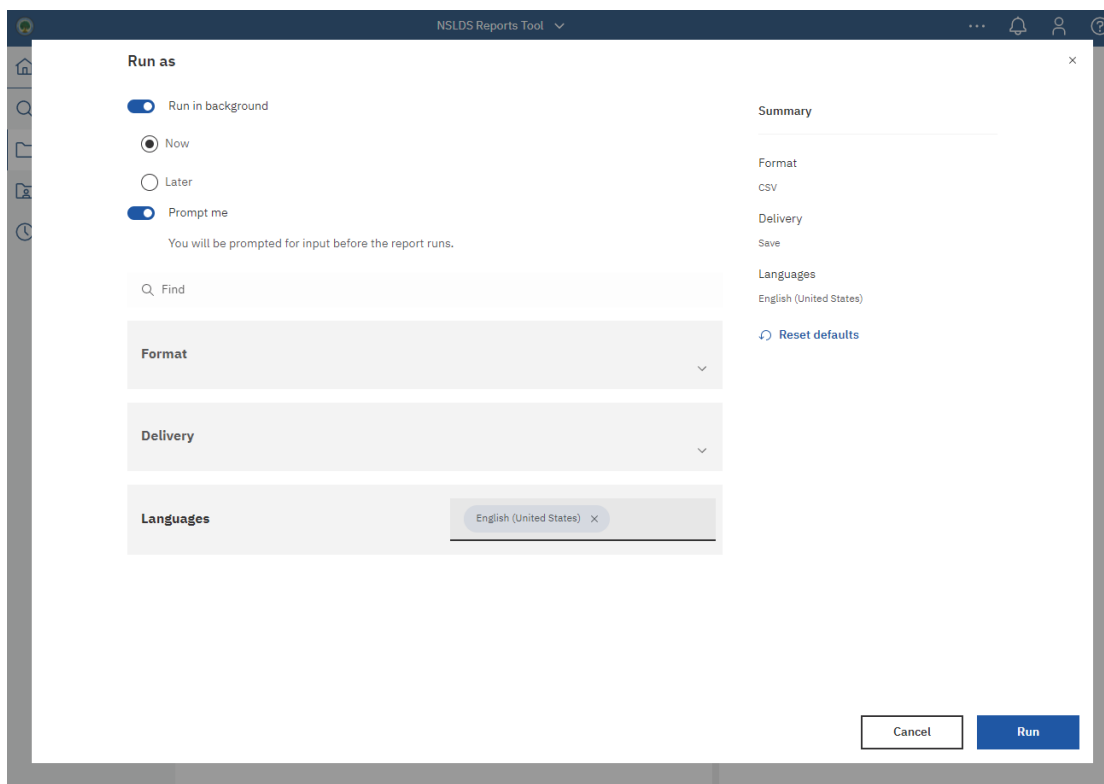 NSLDS Reports Tool
Run as
Run in background
Now
Later
Prompt me
You will be prompted for input before the report runs.
Find
Format
Delivery
Languages
English (United States)
Summary
Format
CSV
Delivery
Save
Languages
English (United States)
Reset defaults
Cancel
Run